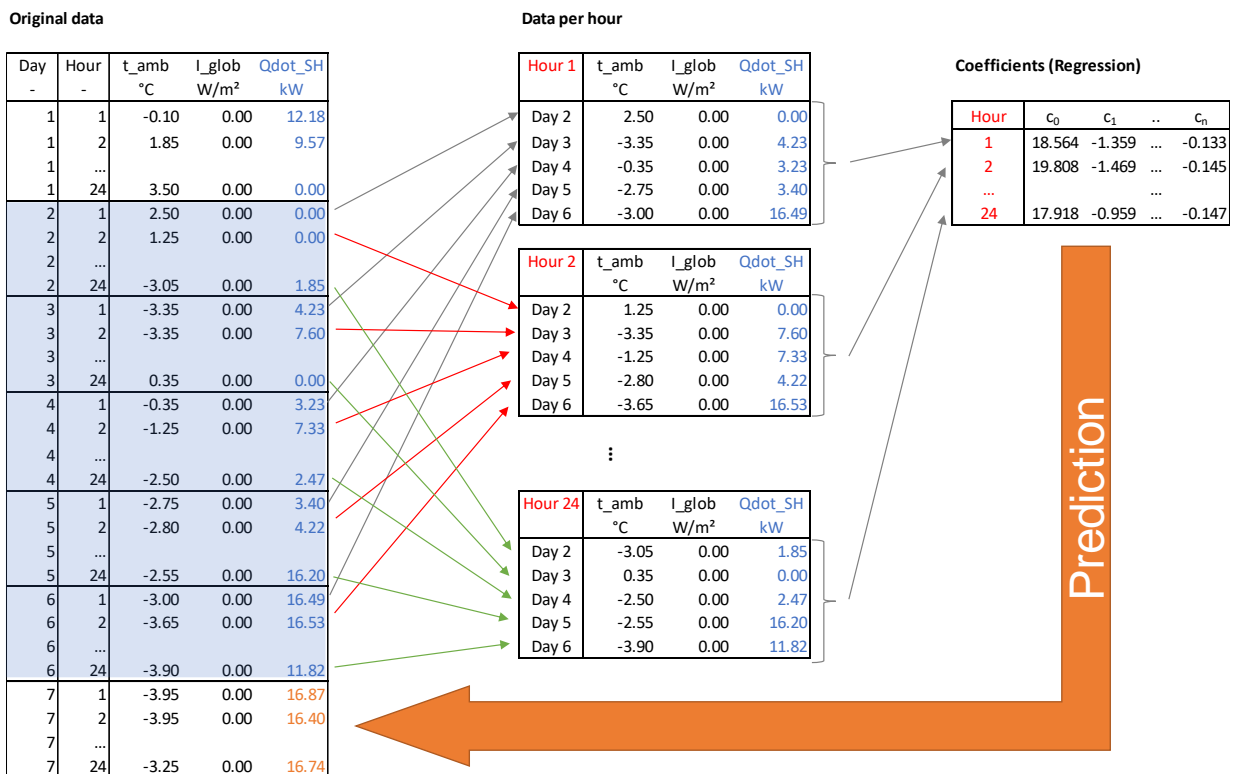 Original data
Day Hour t_amb I_glob Qdot_SH
- - °C W/m² kW
1 1 -0.10 0.00 12.18
1 2 1.85 0.00 9.57
1 ...
1 24 3.50 0.00 0.00
2 1 2.50 0.00 0.00
2 2 1.25 0.00 0.00
2 ...
2 24 -3.05 0.00 1.85
3 1 -3.35 0.00 4.23
3 2 -3.35 0.00 7.60
3 ...
3 24 0.35 0.00 0.00
4 1 -0.35 0.00 3.23
4 2 -1.25 0.00 7.33
4 ...
4 24 -2.50 0.00 2.47
5 1 -2.75 0.00 3.40
5 2 -2.80 0.00 4.22
5 ...
5 24 -2.55 0.00 16.20
6 1 -3.00 0.00 16.49
6 2 -3.65 0.00 16.53
6 ...
6 24 -3.90 0.00 11.82
7 1 -3.95 0.00 16.87
7 2 -3.95 0.00 16.40
7 ...
7 24 -3.25 0.00 16.74
Data per hour
Hour 1 t_amb I_glob Qdot_SH
°C W/m² kW
Day 2 2.50 0.00 0.00
Day 3 -3.35 0.00 4.23
Day 4 -0.35 0.00 3.23
Day 5 -2.75 0.00 3.40
Day 6 -3.00 0.00 16.49
Hour 2 t_amb I_glob Qdot_SH
°C W/m² kW
Day 2 1.25 0.00 0.00
Day 3 -3.35 0.00 7.60
Day 4 -1.25 0.00 7.33
Day 5 -2.80 0.00 4.22
Day 6 -3.65 0.00 16.53
...
Hour 24 t_amb I_glob Qdot_SH
°C W/m² kW
Day 2 -3.05 0.00 1.85
Day 3 0.35 0.00 0.00
Day 4 -2.50 0.00 2.47
Day 5 -2.55 0.00 16.20
Day 6 -3.90 0.00 11.82
Coefficients (Regression)
Hour c₀ c₁ .. cₙ
1 18.564 -1.359 ... -0.133
2 19.808 -1.469 ... -0.145
... ...
24 17.918 -0.959 ... -0.147
Prediction